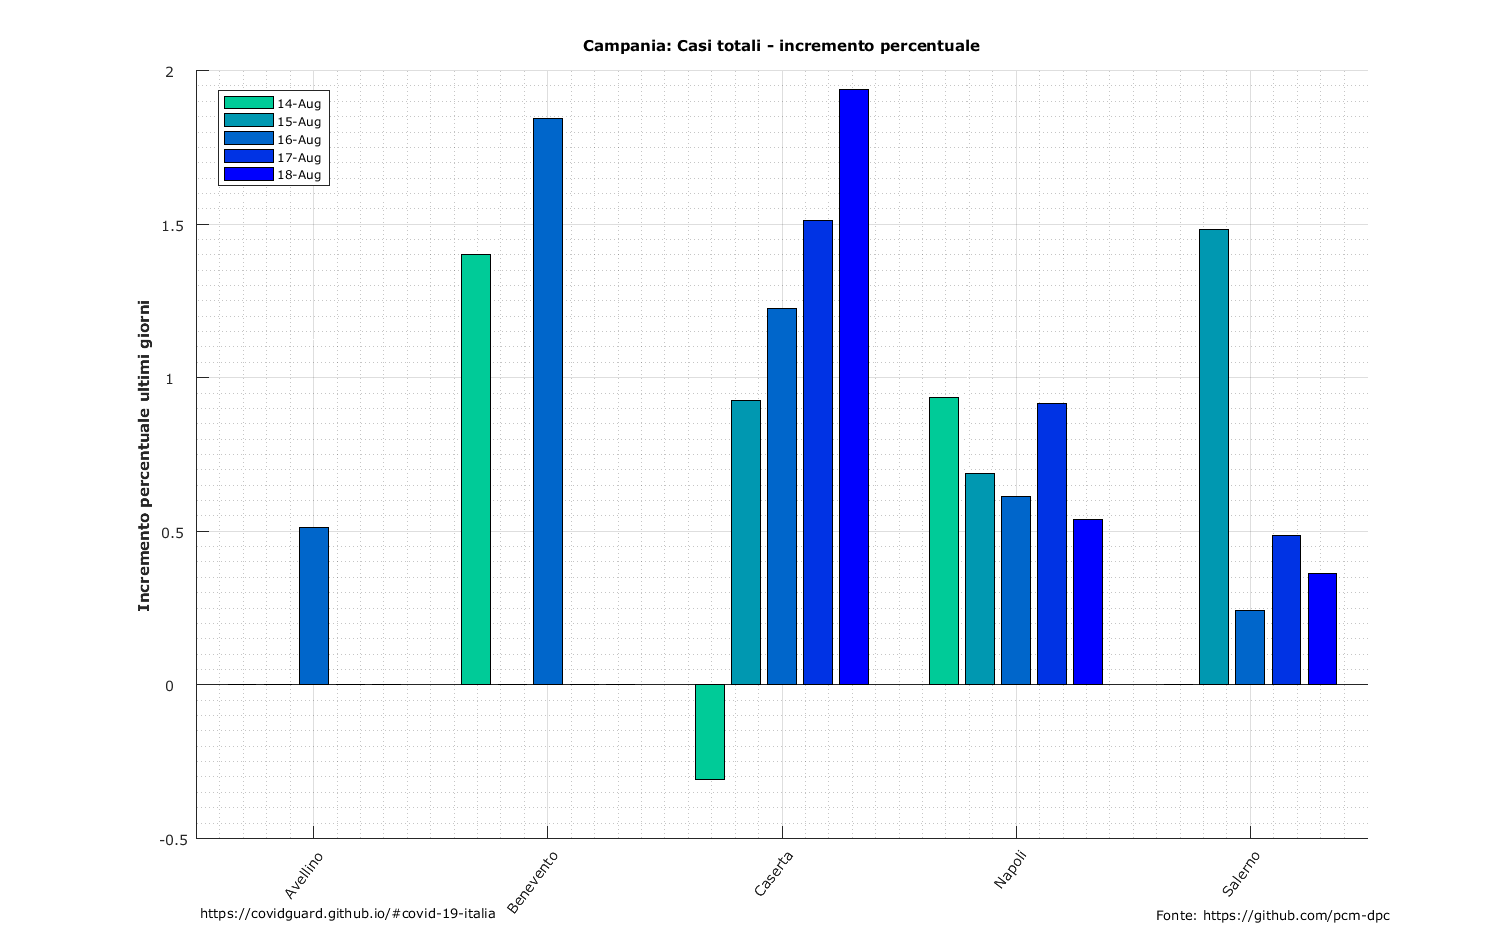 Campania: Casi totali - incremento percentuale
14-Aug
15-Aug
16-Aug
17-Aug
18-Aug
Incremento percentuale ultimi giorni
2
1.5
1
0.5
0
-0.5
Avellino
Benevento
Caserta
Napoli
Salerno
https://covidguard.github.io/#covid-19-italia
Fonte: https://github.com/pcm-dpc